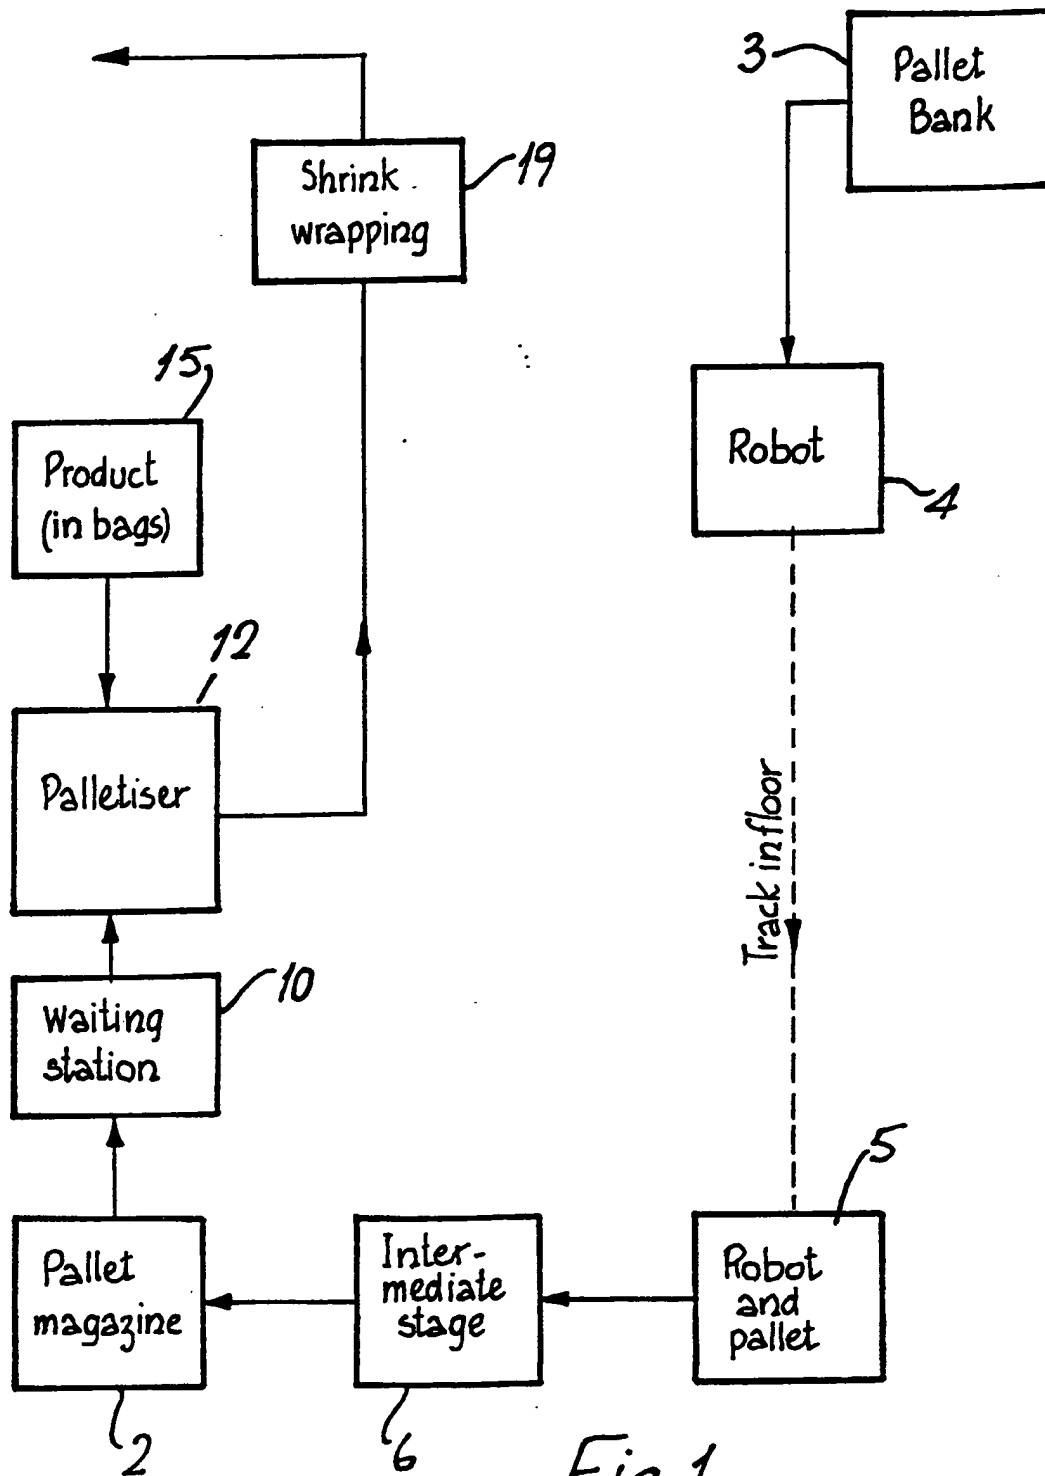 3
Pallet
Bank
Shrink
wrapping
19
15
Product
(in bags)
Robot
4
12
Palletiser
Track in floor
Waiting
station
10
5
Pallet
magazine
2
Inter-
mediate
stage
6
Robot
and
pallet
Fig.1